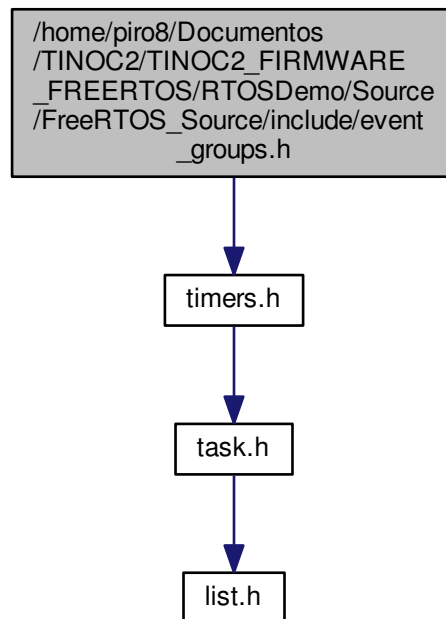 /home/piro8/Documentos
/TINOC2/TINOC2_FIRMWARE
_FREERTOS/RTOSDemo/Source
/FreeRTOS_Source/include/event
_groups.h
timers.h
task.h
list.h